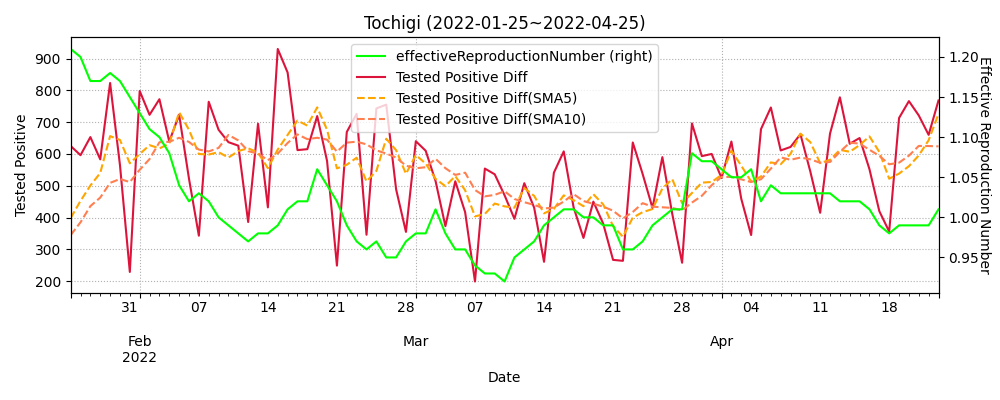 Tochigi (2022-01-25~2022-04-25)
effectiveReproductionNumber (right)
Tested Positive Diff
Tested Positive Diff(SMA5)
Tested Positive Diff(SMA10)
Tested Positive
900
800
700
600
500
400
300
200
1.20
1.15
1.10
1.05
1.00
0.95
Effective Reproduction Number
31 07 14 21 28 07 14 21 28 04 11 18
Feb Mar Apr
2022
Date